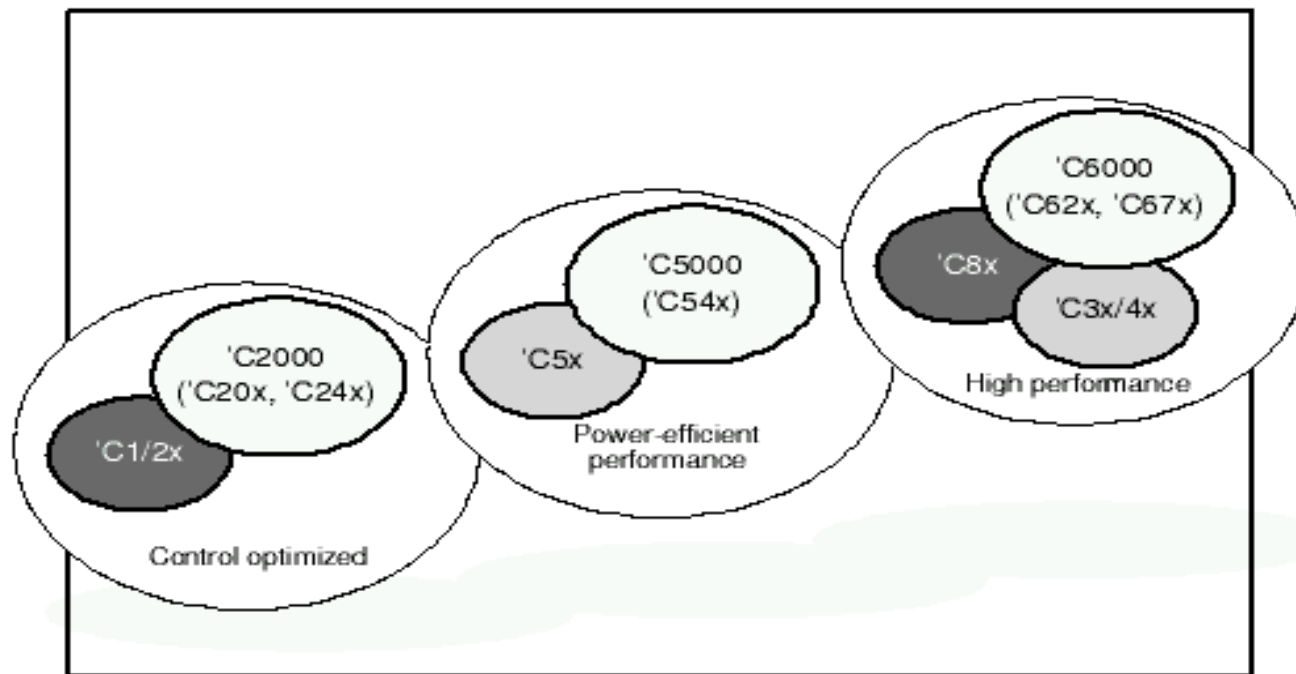 'C6000
('C62x, 'C67x)
'C8x
'C3x/4x
High performance
'C5000
('C54x)
'C5x
Power-efficient
performance
'C2000
('C20x, 'C24x)
'C1/2x
Control optimized